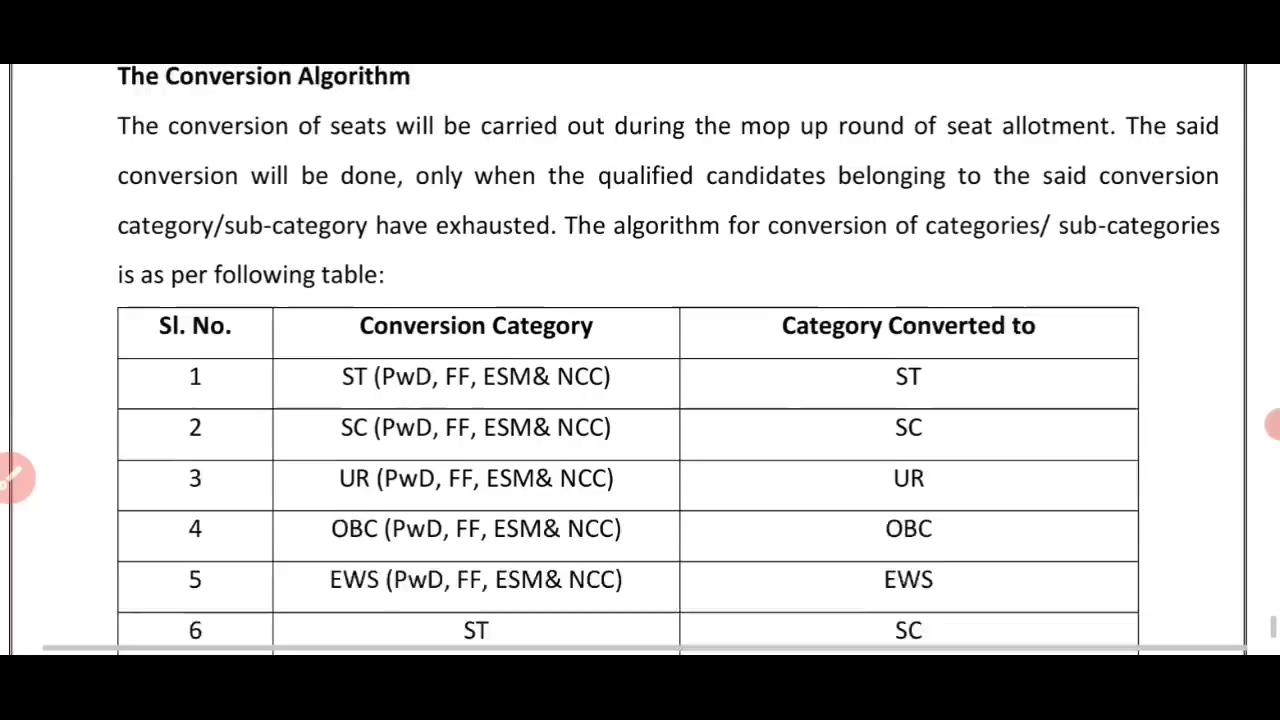 The Conversion Algorithm
The conversion of seats will be carried out during the mop up round of seat allotment. The said
conversion will be done, only when the qualified candidates belonging to the said conversion
category/sub-category have exhausted. The algorithm for conversion of categories/ sub-categories
is as per following table:
Sl. No. Conversion Category Category Converted to
1 ST (PwD, FF, ESM& NCC) ST
2 SC (PwD, FF, ESM& NCC) SC
3 UR (PwD, FF, ESM& NCC) UR
4 OBC (PwD, FF, ESM& NCC) OBC
5 EWS (PwD, FF, ESM& NCC) EWS
6 ST SC